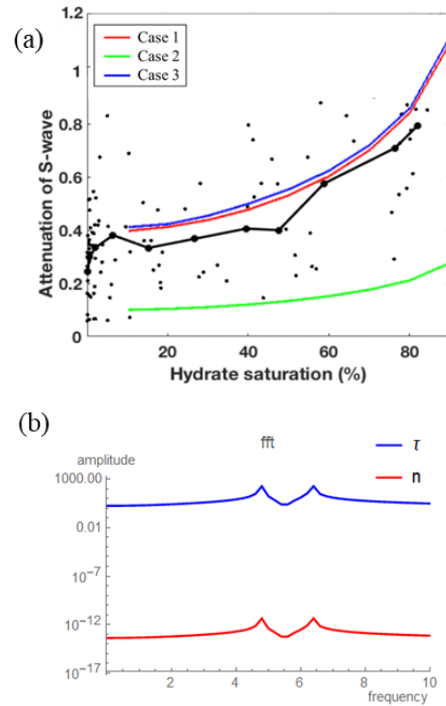 (a)
Case 1
Case 2
Case 3
1.2
1
0.8
0.6
0.4
0.2
0
Attenuation of S-wave
20 40 60 80
Hydrate saturation (%)
(b)
fft
τ
n
amplitude
1000.00
0.01
10⁻⁷
10⁻¹²
10⁻¹⁷
2 4 6 8 10
frequency